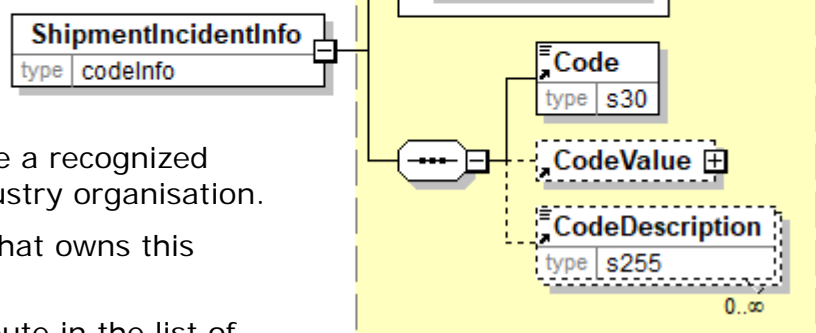 ShipmentIncidentInfo
type codeInfo
Code
type s30
CodeValue
CodeDescription
type s255
0..∞
e a recognized
ustry organisation.
hat owns this
ute in the list of